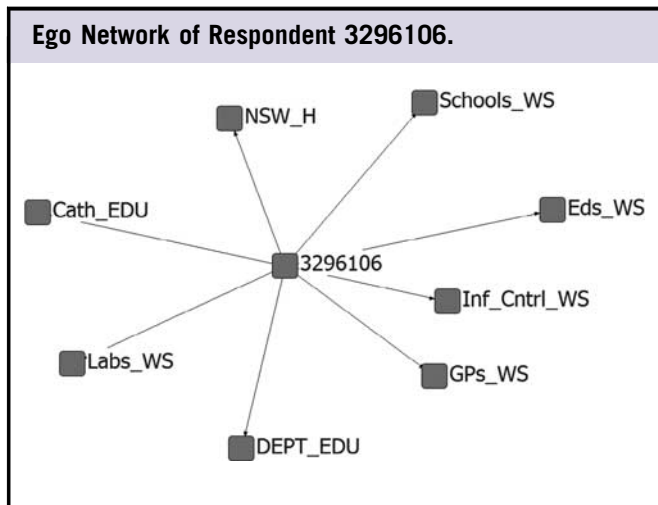 Ego Network of Respondent 3296106.
Schools_WS
NSW_H
Cath_EDU
Eds_WS
3296106
Inf_Cntrl_WS
Labs_WS
GPs_WS
DEPT_EDU